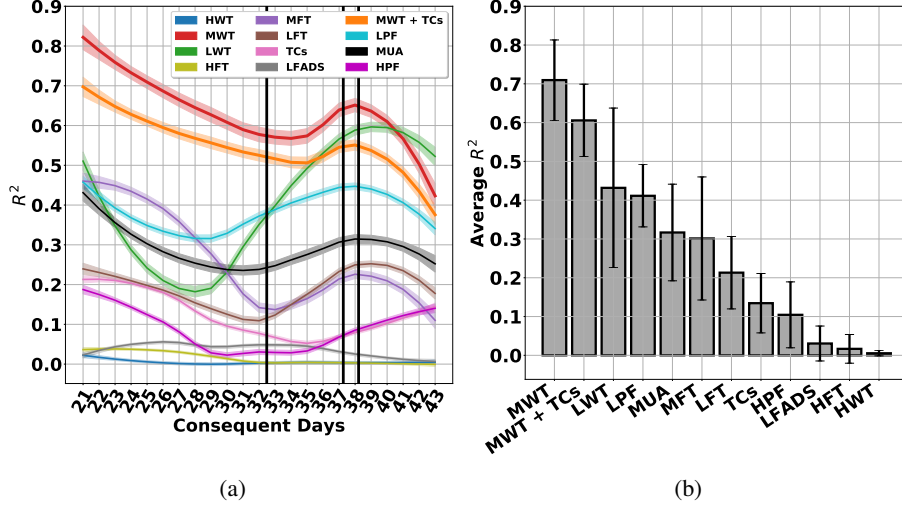 0.9
0.8
0.7
0.6
0.5
0.4
0.3
0.2
0.1
0.0
R²
HWT
MWT
LWT
HFT
MFT
LFT
TCs
LFADS
MWT + TCs
LPF
MUA
HPF
21 22 23 24 25 26 27 28 29 30 31 32 33 34 35 36 37 38 39 40 41 42 43
Consequent Days
(a)
0.9
0.8
0.7
0.6
0.5
0.4
0.3
0.2
0.1
0.0
Average R²
MWT
MWT + TCs
LWT
LPF
MUA
MFT
LFT
TCs
HPF
LFADS
HFT
HWT
(b)